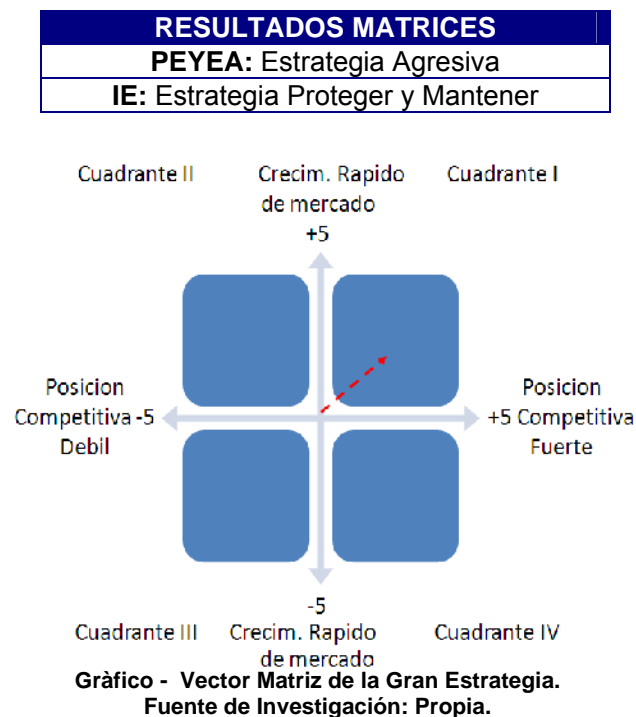 RESULTADOS MATRICES
PEYEA: Estrategia Agresiva
IE: Estrategia Proteger y Mantener
Cuadrante II
Crecim. Rapido
de mercado
+5
Cuadrante I
Posicion
Competitiva -5
Debil
Posicion
+5 Competitiva
Fuerte
-5
Cuadrante III
Crecim. Rapido
de mercado
Cuadrante IV
Gràfico - Vector Matriz de la Gran Estrategia.
Fuente de Investigación: Propia.